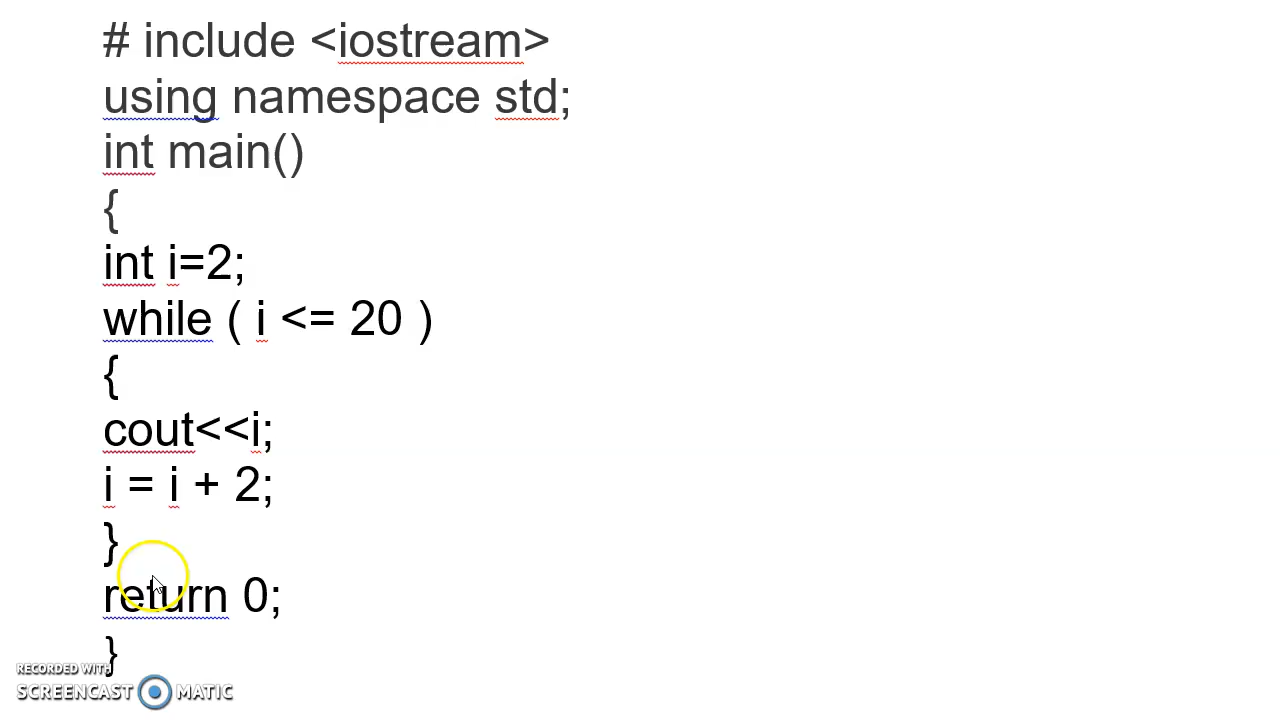 # include <iostream>
using namespace std;
int main()
{
int i=2;
while ( i <= 20 )
{
cout<<i;
i = i + 2;
}
return 0;
}
RECORDED WITH
SCREENCAST MATIC